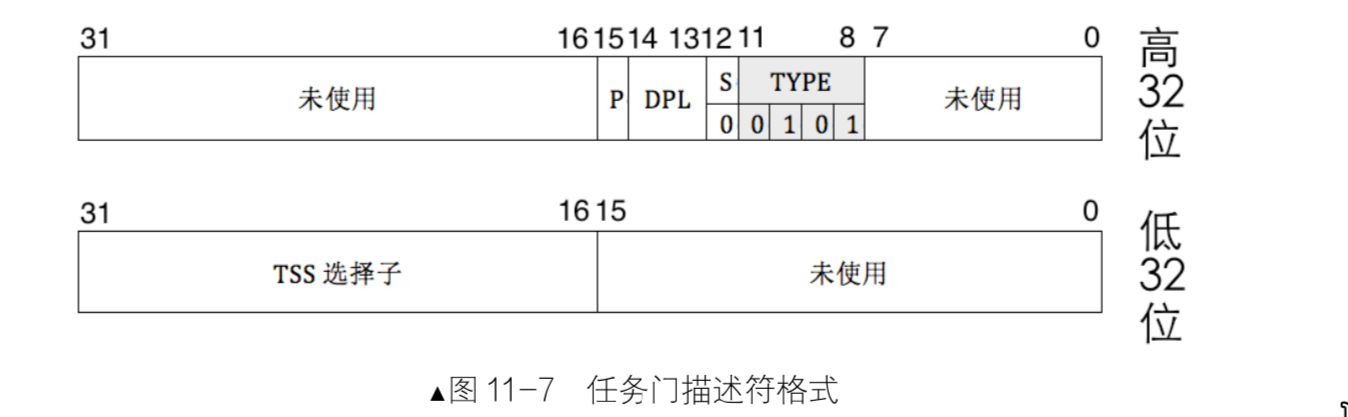 31 16 15 14 13 12 11 8 7 0
未使用 P DPL S TYPE 未使用
0 0 1 0 1
高32位
31 16 15 0
TSS 选择子 未使用
低32位
▲图 11-7 任务门描述符格式